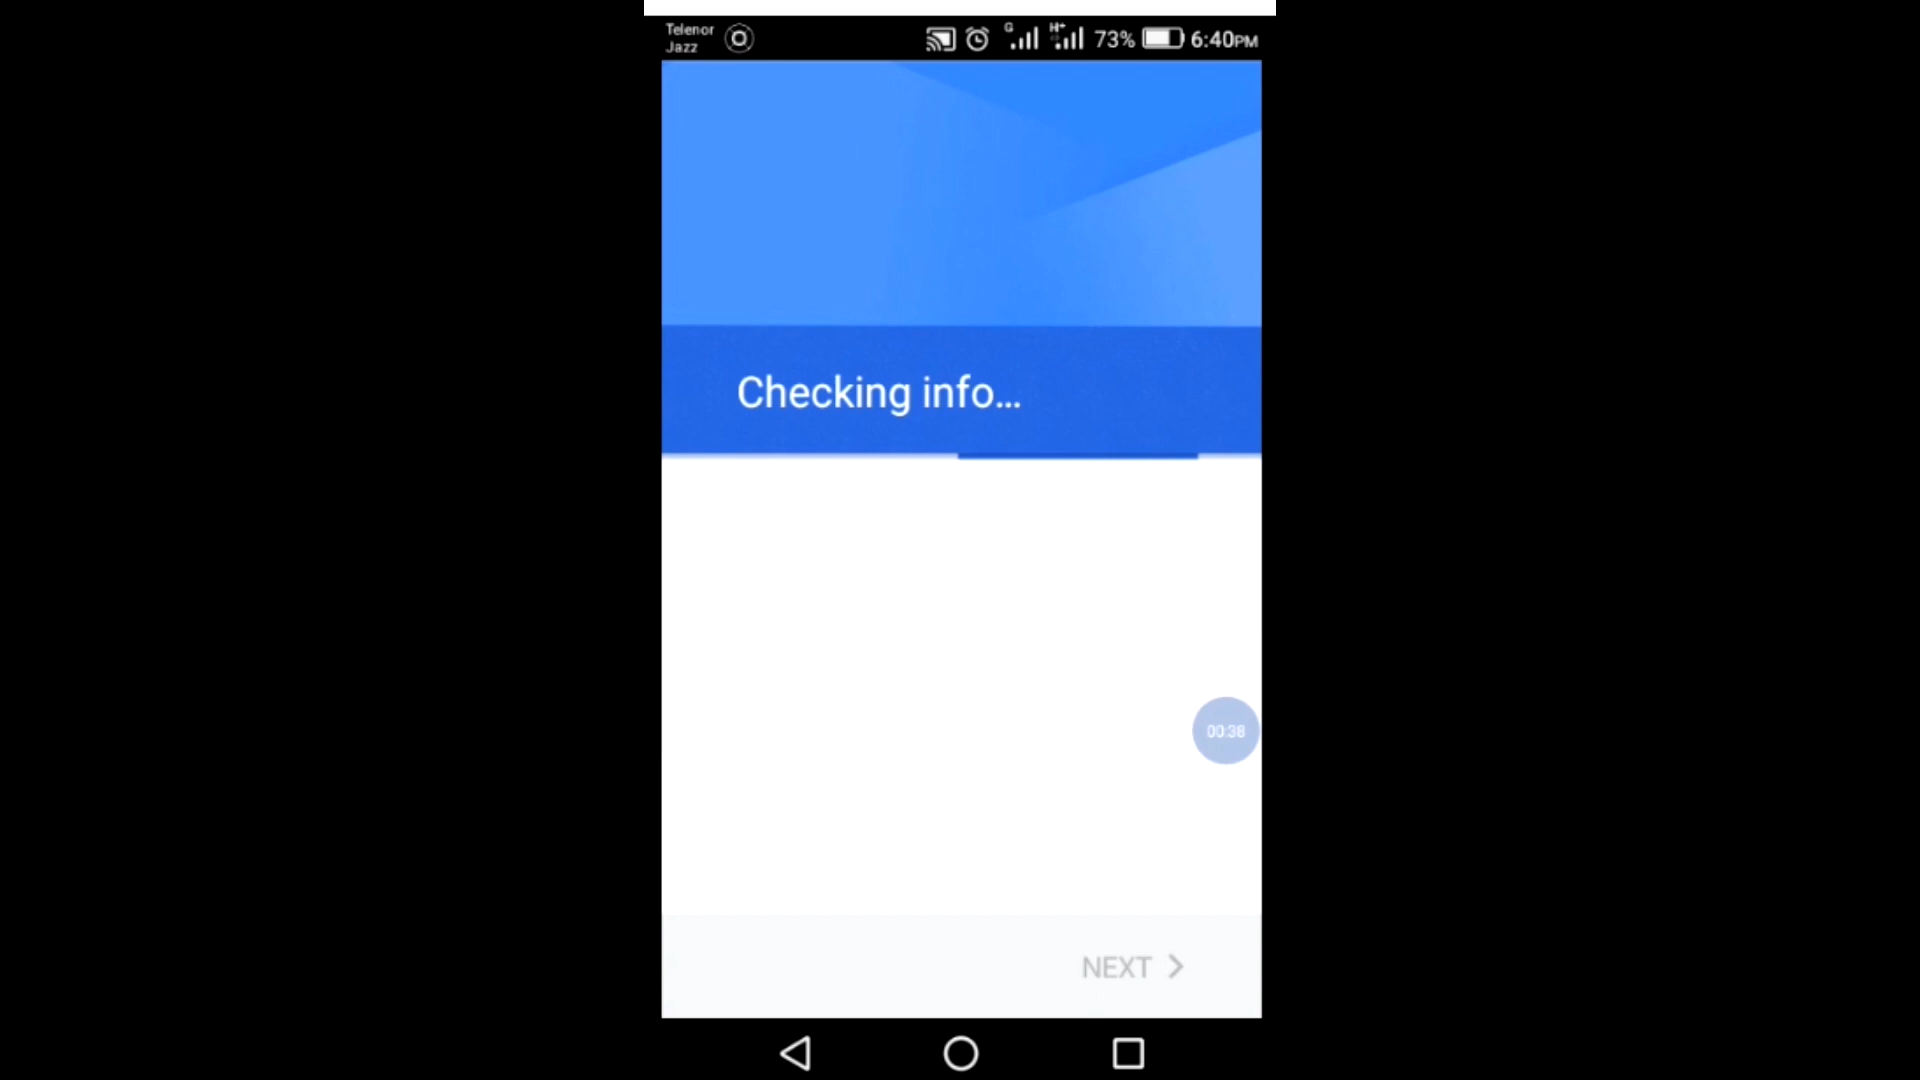 Telenor
Jazz
G H+ 73% 6:40PM
Checking info...
00:38
NEXT